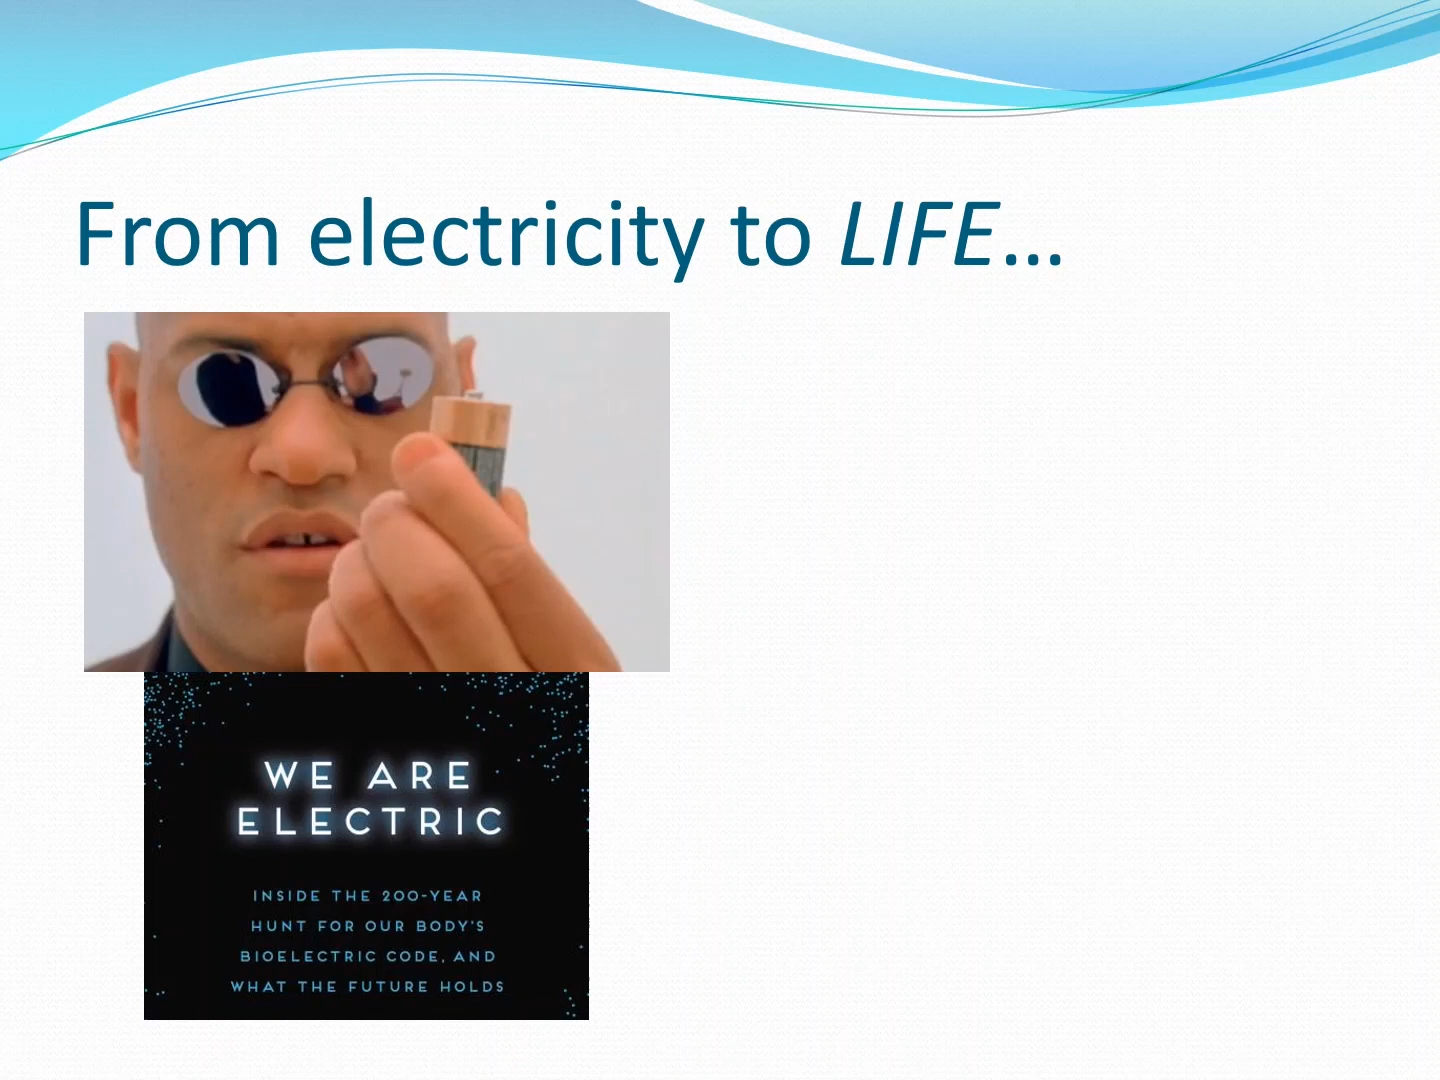 From electricity to LIFE…
WE ARE
ELECTRIC
INSIDE THE 200-YEAR
HUNT FOR OUR BODY'S
BIOELECTRIC CODE, AND
WHAT THE FUTURE HOLDS